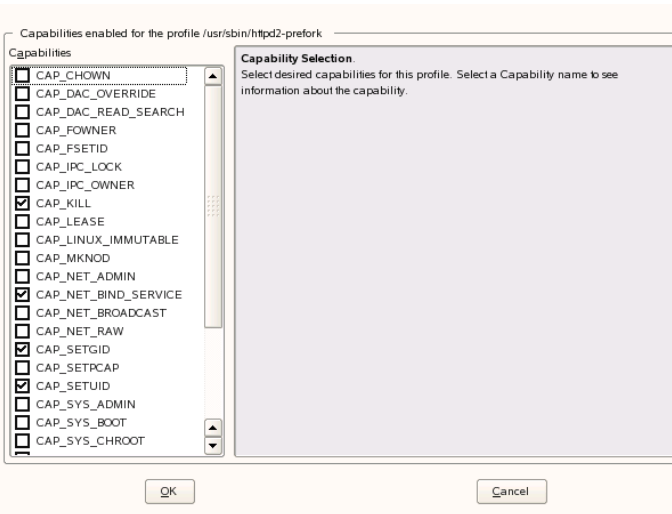 Capabilities enabled for the profile /usr/sbin/httpd2-prefork
Capabilities
CAP_CHOWN
CAP_DAC_OVERRIDE
CAP_DAC_READ_SEARCH
CAP_FOWNER
CAP_FSETID
CAP_IPC_LOCK
CAP_IPC_OWNER
CAP_KILL
CAP_LEASE
CAP_LINUX_IMMUTABLE
CAP_MKNOD
CAP_NET_ADMIN
CAP_NET_BIND_SERVICE
CAP_NET_BROADCAST
CAP_NET_RAW
CAP_SETGID
CAP_SETPCAP
CAP_SETUID
CAP_SYS_ADMIN
CAP_SYS_BOOT
CAP_SYS_CHROOT
Capability Selection.
Select desired capabilities for this profile. Select a Capability name to see
information about the capability.
OK
Cancel